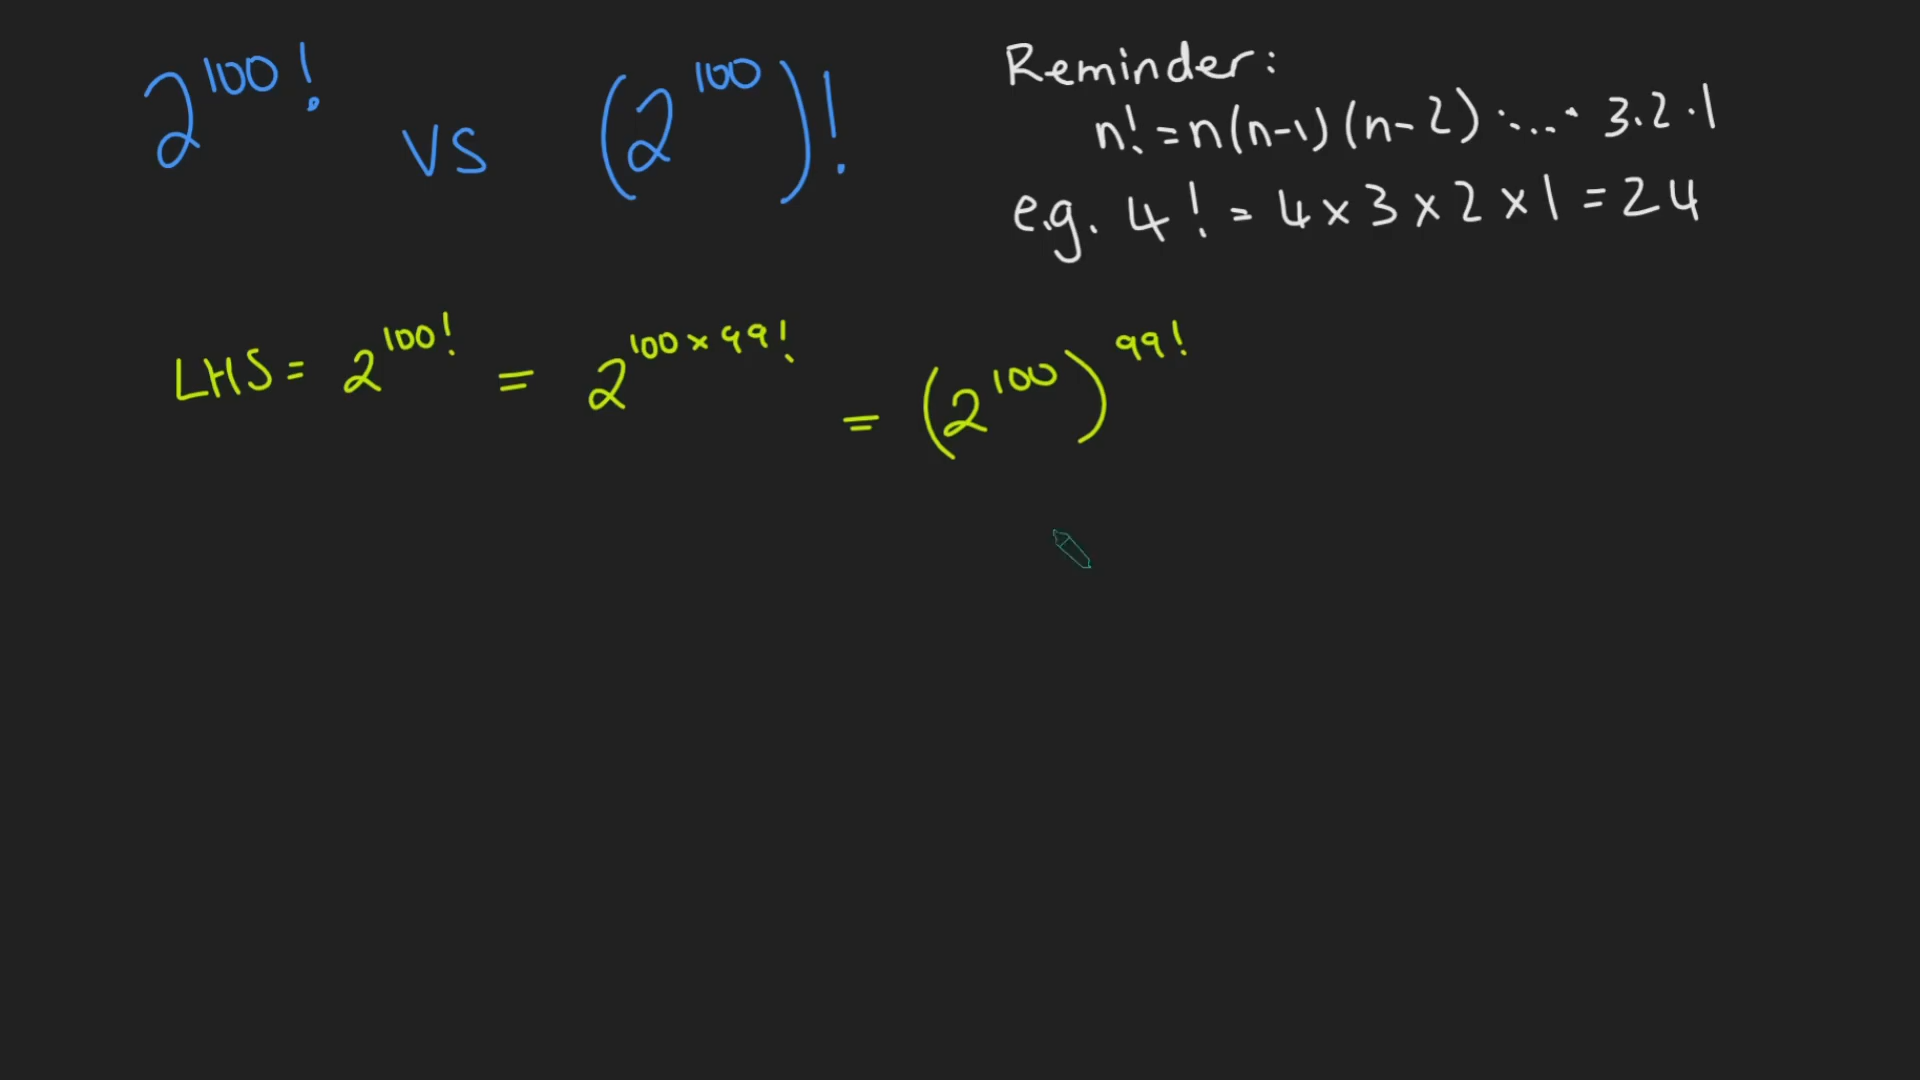 2^100! vs (2^100)!
Reminder:
n! = n(n-1)(n-2)·...· 3.2.1
e.g. 4! = 4 x 3 x 2 x 1 = 24
LHS = 2^100! = 2^100 x 99! = (2^100)^99!